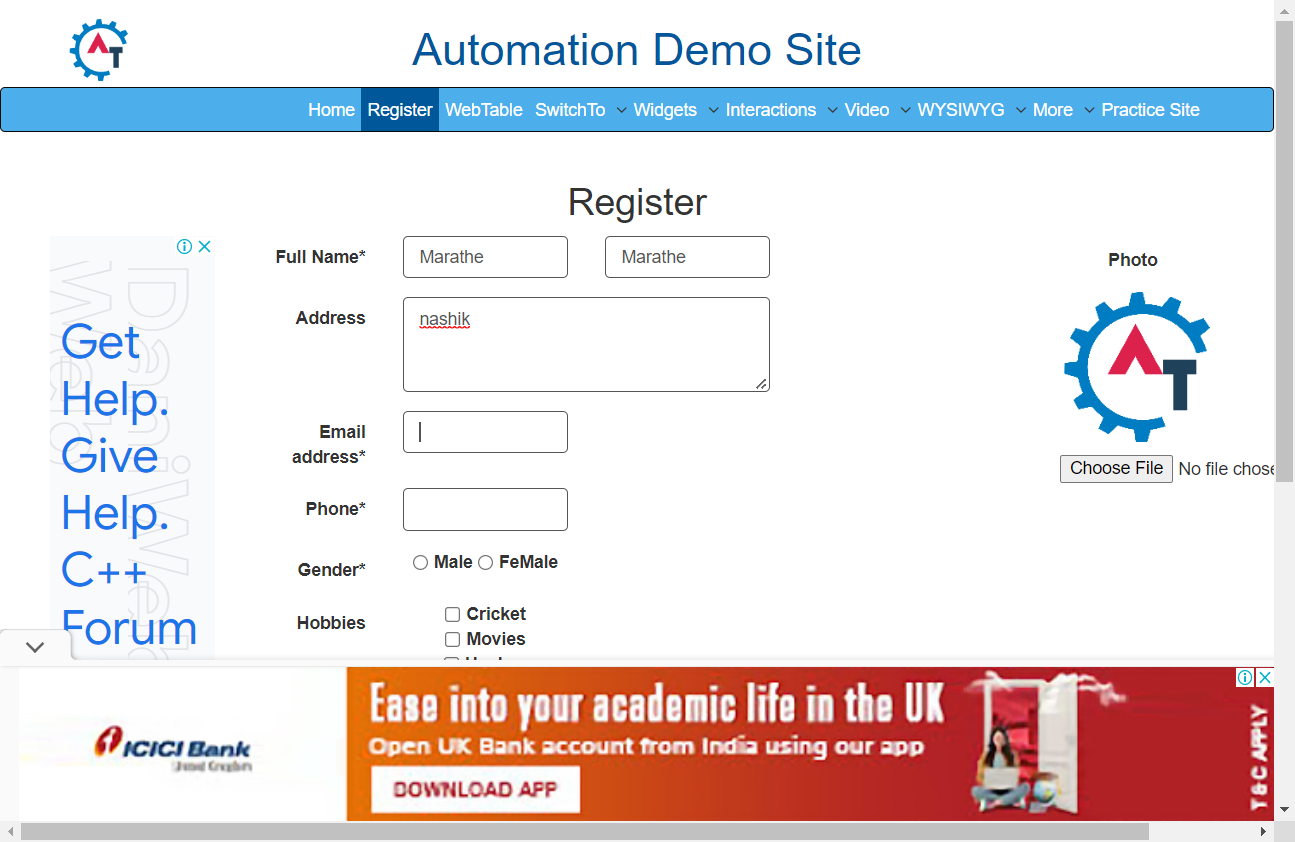 Automation Demo Site
Home Register WebTable SwitchTo Widgets Interactions Video WYSIWYG More Practice Site
Register
Full Name* Marathe Marathe
Photo
Address nashik
Email
address*
Choose File No file chose
Phone*
Gender* Male FeMale
Hobbies Cricket
Movies
DaniWeb
DaniWeb
Get
Help.
Give
Help.
C++
Forum
ICICI Bank
United Kingdom
Ease into your academic life in the UK
Open UK Bank account from India using our app
DOWNLOAD APP
T&C APPLY